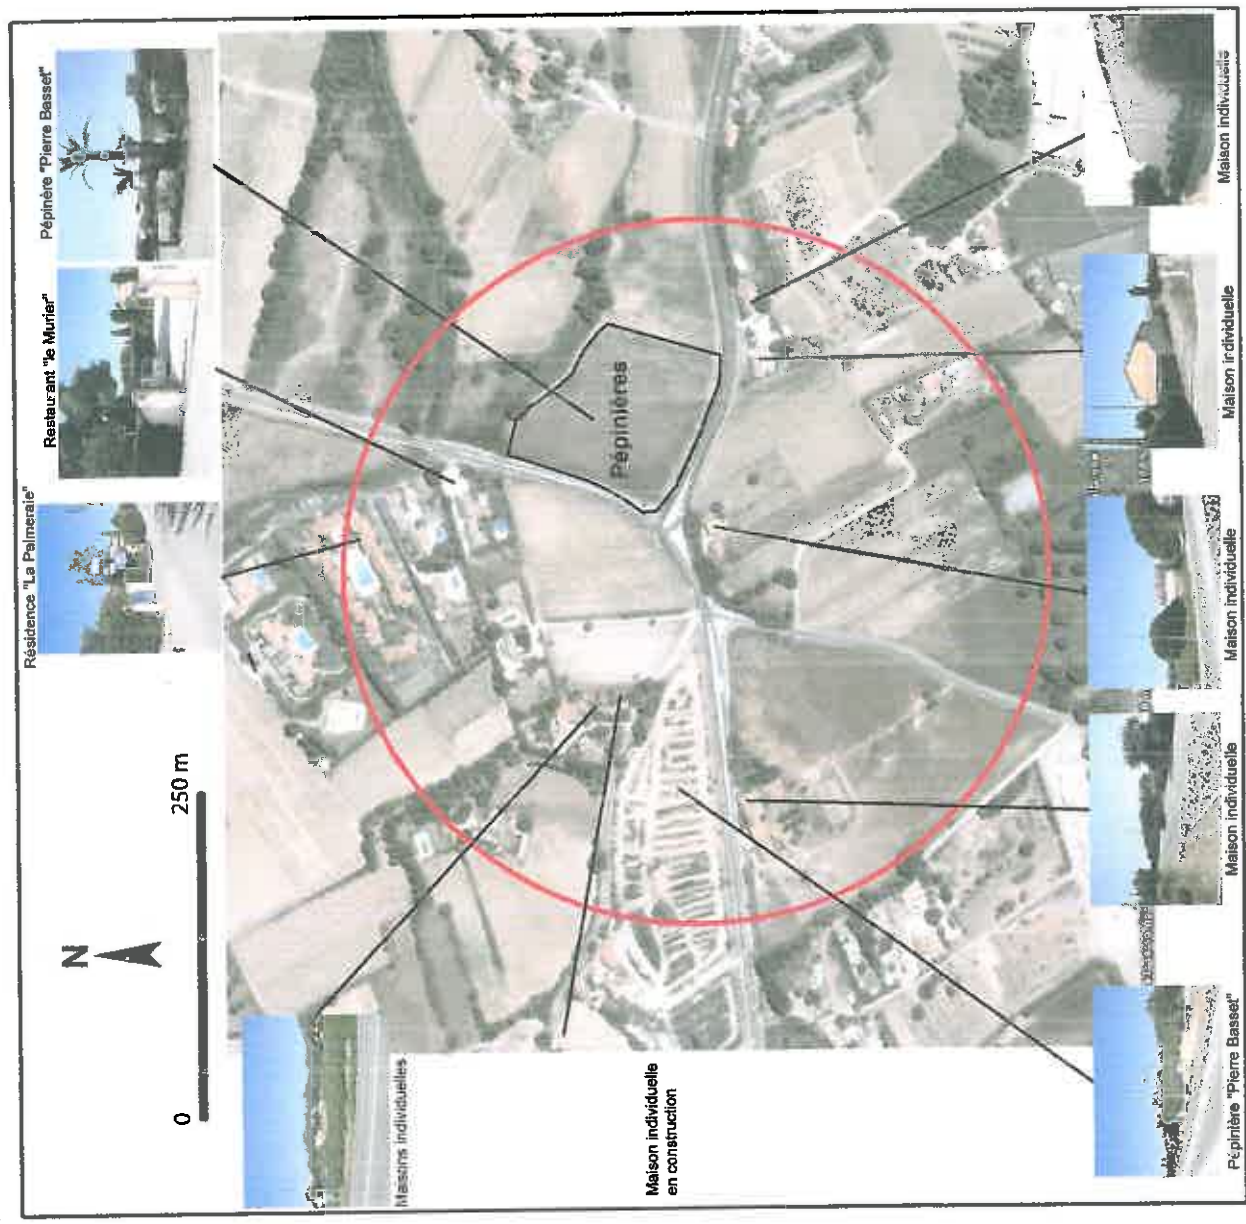 Résidence "La Palmeraie"
Restaurant "le Murier"
Pépinère "Pierre Basset"
N
0
250 m
Pépinières
Maisons individuelles
Maison individuelle
en construction
Pépinière "Pierre Basset"
Maison individuelle
Maison individuelle
Maison individuelle
Maison individuelle